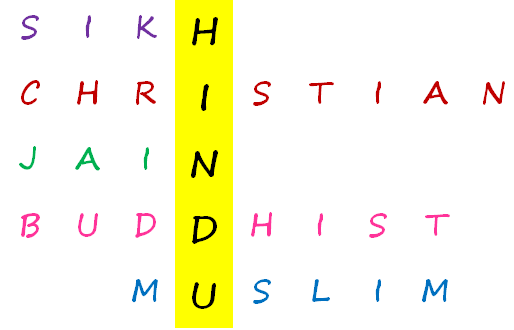 SIKH
CHRISTIAN
JAIN
BUDDHIST
MUSLIM